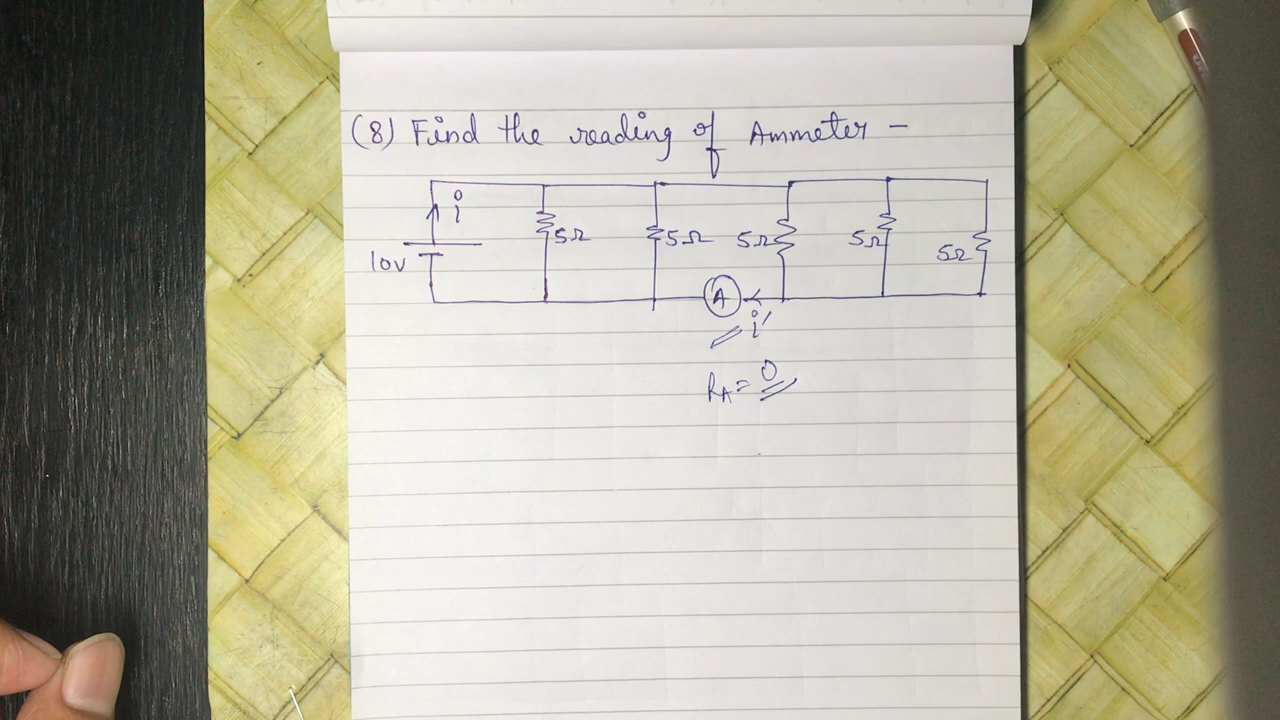 (8) Find the reading of Ammeter -
i
5Ω 5Ω 5Ω 5Ω 5Ω
10V
A
i'
RA = 0